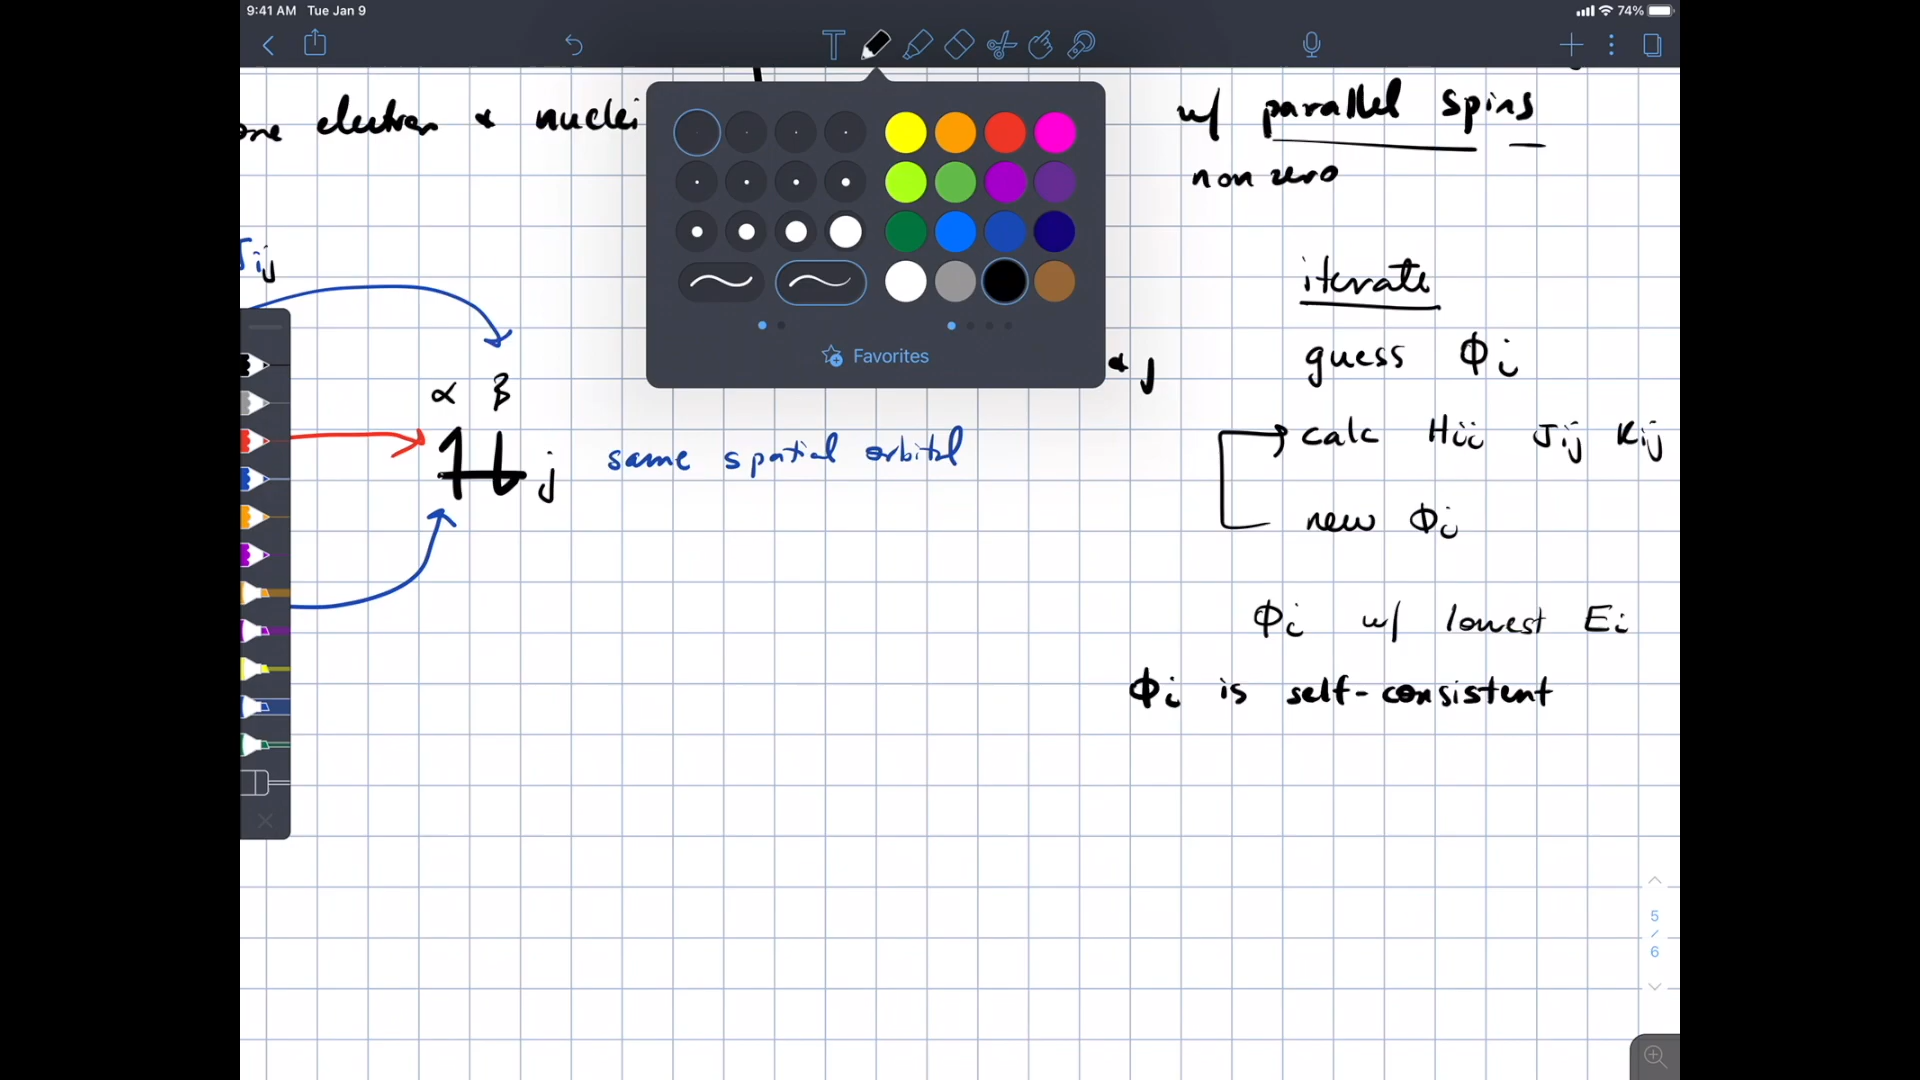 9:41 AM Tue Jan 9
74%
T
one electron & nuclei
w/ parallel spins
non zero
Jij
iterate
Favorites
guess Φi
& j
α β
calc Hii Jij Kij
j same spatial orbital
new Φi
Φi w/ lowest Ei
Φi is self-consistent
5
/
6